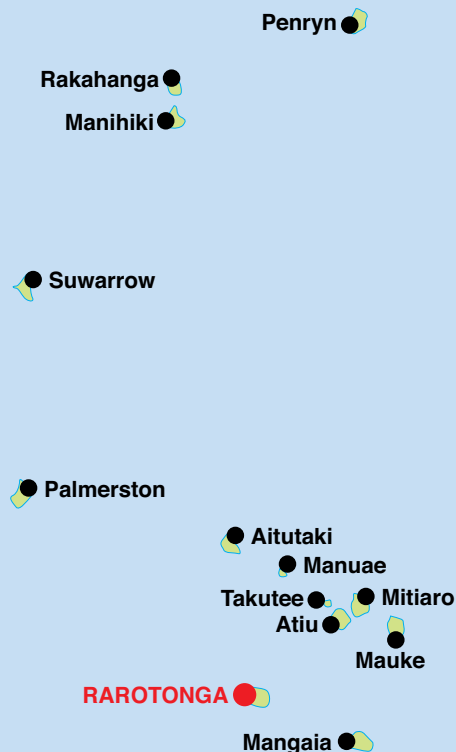 Penryn
Rakahanga
Manihiki
Suwarrow
Palmerston
Aitutaki
Manuae
Takutee
Mitiaro
Atiu
Mauke
RAROTONGA
Mangaia